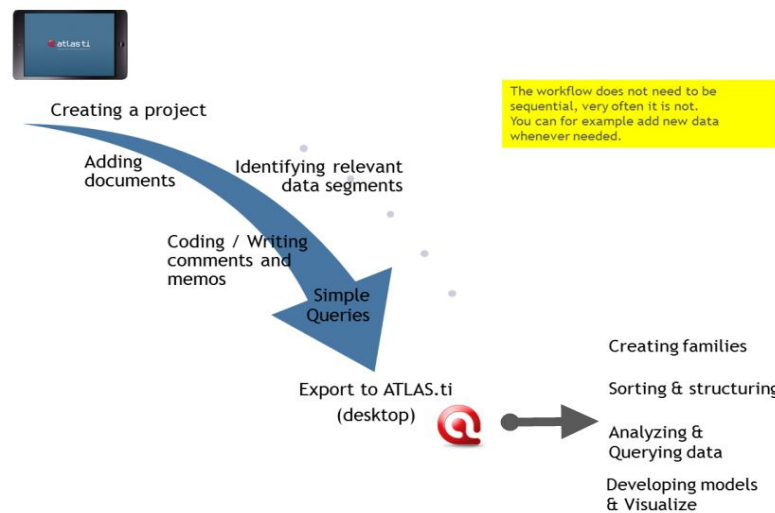 atlas ti
Creating a project
The workflow does not need to be
sequential, very often it is not.
You can for example add new data
whenever needed.
Adding
documents
Identifying relevant
data segments
Coding / Writing
comments and
memos
Simple
Queries
Export to ATLAS.ti
(desktop)
Creating families
Sorting & structuring
Analyzing &
Querying data
Developing models
& Visualize